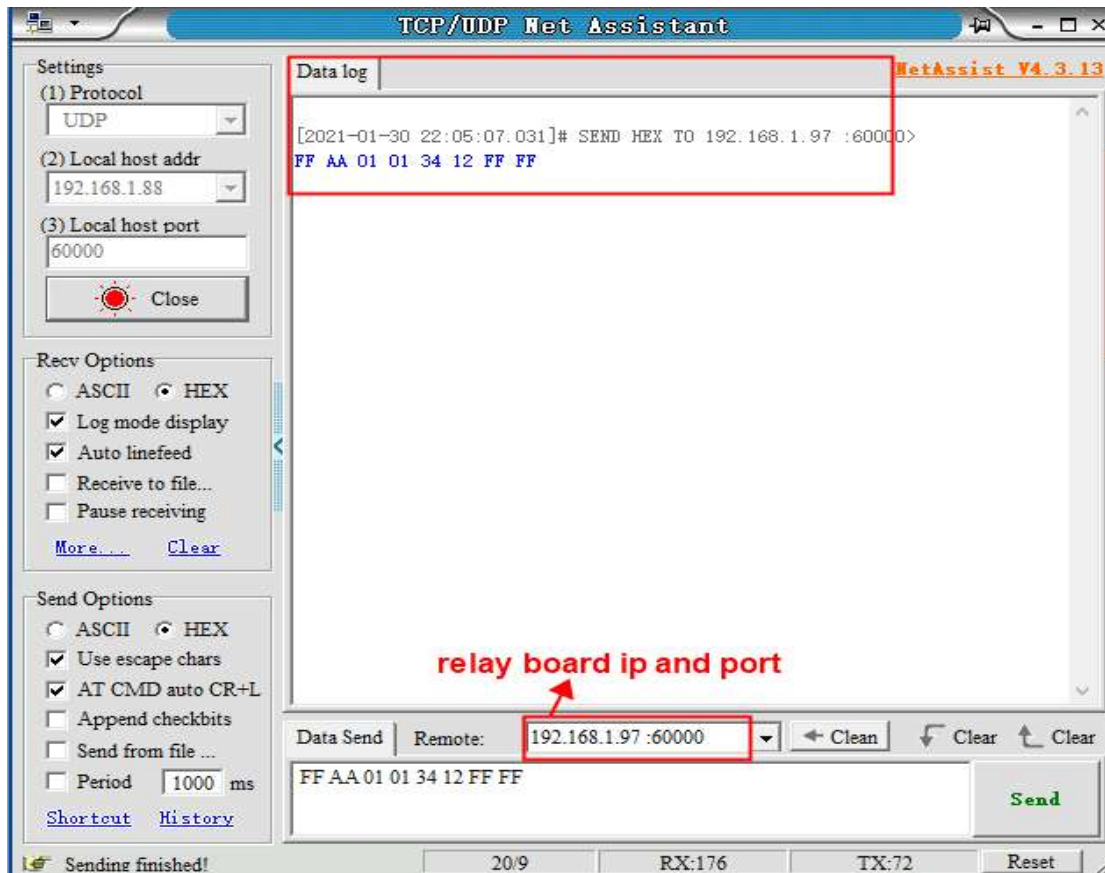 TCP/UDP Net Assistant
Settings
(1) Protocol
UDP
(2) Local host addr
192.168.1.88
(3) Local host port
60000
Close
Recv Options
ASCII HEX
Log mode display
Auto linefeed
Receive to file...
Pause receiving
More... Clear
Send Options
ASCII HEX
Use escape chars
AT CMD auto CR+L
Append checkbits
Send from file ...
Period 1000 ms
Shortcut History
Data log
NetAssist V4.3.13
[2021-01-30 22:05:07.031]# SEND HEX TO 192.168.1.97 :60000>
FF AA 01 01 34 12 FF FF
relay board ip and port
Data Send Remote: 192.168.1.97 :60000 Clean Clear Clear
FF AA 01 01 34 12 FF FF
Send
Sending finished! 20/9 RX:176 TX:72 Reset